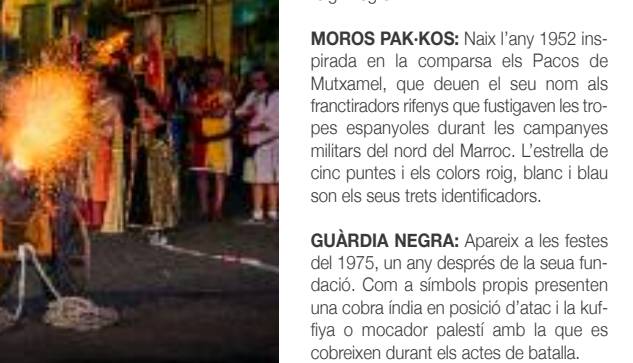 MOROS PAK·KOS: Naix l'any 1952 ins-
pirada en la comparsa els Pacos de
Mutxamel, que deuen el seu nom als
franctiradors rifenys que fustigaven les tro-
pes espanyoles durant les campanyes
militars del nord del Marroc. L'estrella de
cinc puntes i els colors roig, blanc i blau
son els seus trets identificadors.
GUÀRDIA NEGRA: Apareix a les festes
del 1975, un any després de la seua fun-
dació. Com a símbols propis presenten
una cobra índia en posició d'atac i la kuf-
fiya o mocador palestí amb la que es
cobreixen durant els actes de batalla.